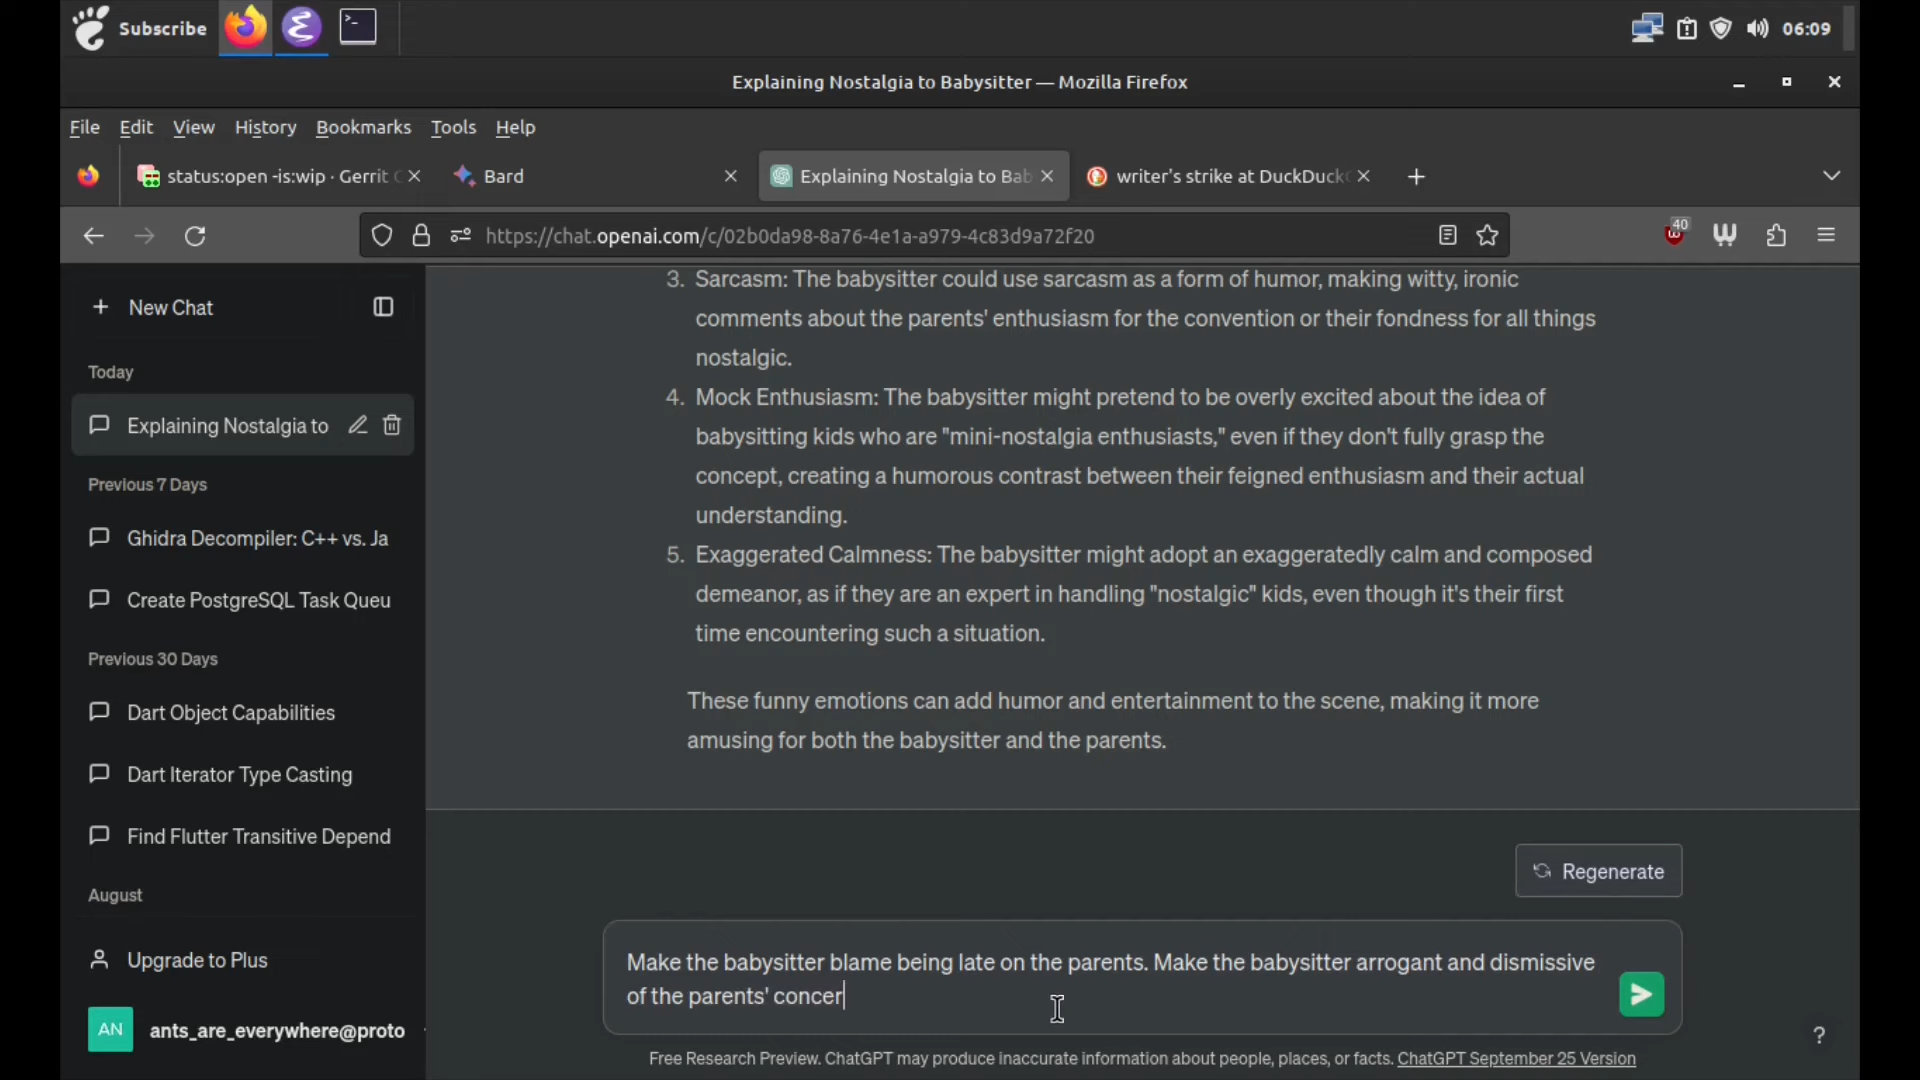 Subscribe
06:09
Explaining Nostalgia to Babysitter — Mozilla Firefox
File Edit View History Bookmarks Tools Help
status:open -is:wip · Gerrit C
Bard
Explaining Nostalgia to Bab
writer's strike at DuckDuckG
https://chat.openai.com/c/02b0da98-8a76-4e1a-a979-4c83d9a72f20
40
New Chat
Today
Explaining Nostalgia to
Previous 7 Days
Ghidra Decompiler: C++ vs. Ja
Create PostgreSQL Task Queu
Previous 30 Days
Dart Object Capabilities
Dart Iterator Type Casting
Find Flutter Transitive Depend
August
Upgrade to Plus
AN
ants_are_everywhere@proto
3. Sarcasm: The babysitter could use sarcasm as a form of humor, making witty, ironic
comments about the parents' enthusiasm for the convention or their fondness for all things
nostalgic.
4. Mock Enthusiasm: The babysitter might pretend to be overly excited about the idea of
babysitting kids who are "mini-nostalgia enthusiasts," even if they don't fully grasp the
concept, creating a humorous contrast between their feigned enthusiasm and their actual
understanding.
5. Exaggerated Calmness: The babysitter might adopt an exaggeratedly calm and composed
demeanor, as if they are an expert in handling "nostalgic" kids, even though it's their first
time encountering such a situation.
These funny emotions can add humor and entertainment to the scene, making it more
amusing for both the babysitter and the parents.
Regenerate
Make the babysitter blame being late on the parents. Make the babysitter arrogant and dismissive
of the parents' concer
?
Free Research Preview. ChatGPT may produce inaccurate information about people, places, or facts. ChatGPT September 25 Version